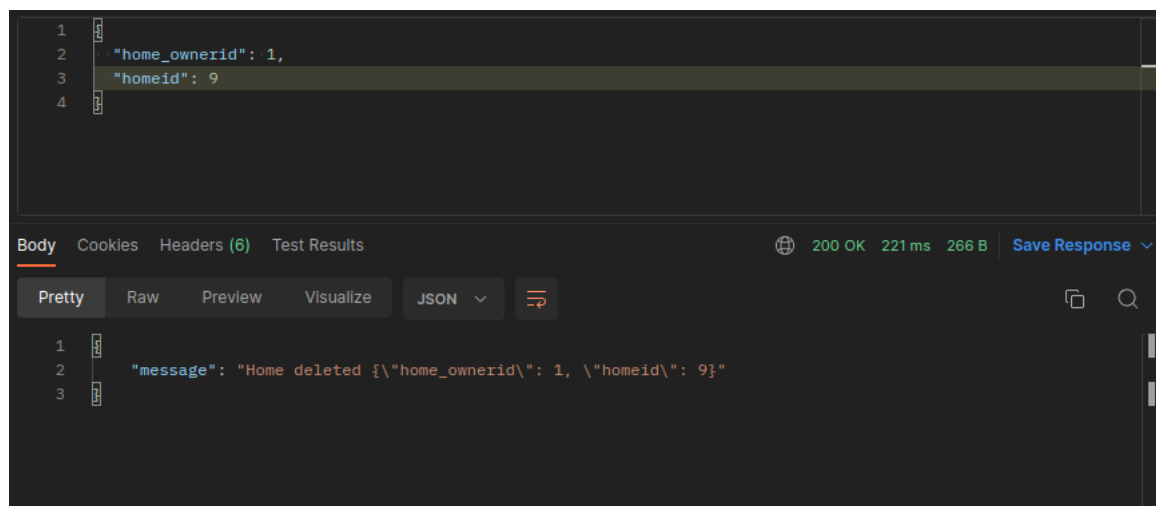 1 {
2 "home_ownerid": 1,
3 "homeid": 9
4 }
Body Cookies Headers (6) Test Results 200 OK 221 ms 266 B Save Response
Pretty Raw Preview Visualize JSON
1 {
2 "message": "Home deleted {\"home_ownerid\": 1, \"homeid\": 9}"
3 }